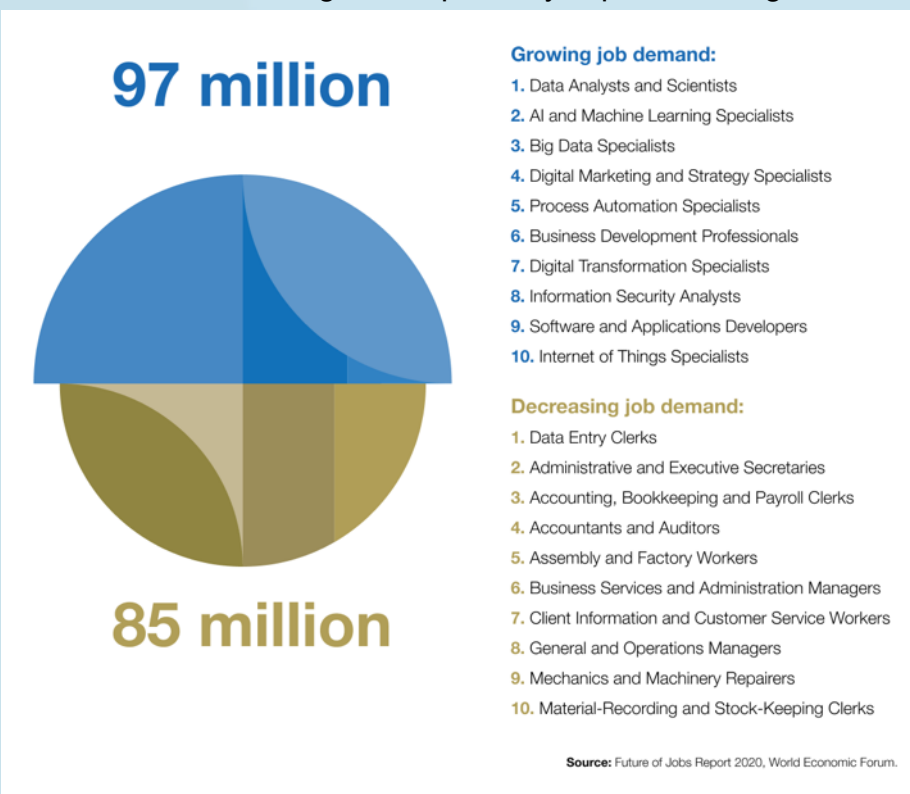 97 million
Growing job demand:
1. Data Analysts and Scientists
2. AI and Machine Learning Specialists
3. Big Data Specialists
4. Digital Marketing and Strategy Specialists
5. Process Automation Specialists
6. Business Development Professionals
7. Digital Transformation Specialists
8. Information Security Analysts
9. Software and Applications Developers
10. Internet of Things Specialists
Decreasing job demand:
1. Data Entry Clerks
2. Administrative and Executive Secretaries
3. Accounting, Bookkeeping and Payroll Clerks
4. Accountants and Auditors
5. Assembly and Factory Workers
6. Business Services and Administration Managers
7. Client Information and Customer Service Workers
8. General and Operations Managers
9. Mechanics and Machinery Repairers
10. Material-Recording and Stock-Keeping Clerks
85 million
Source: Future of Jobs Report 2020, World Economic Forum.